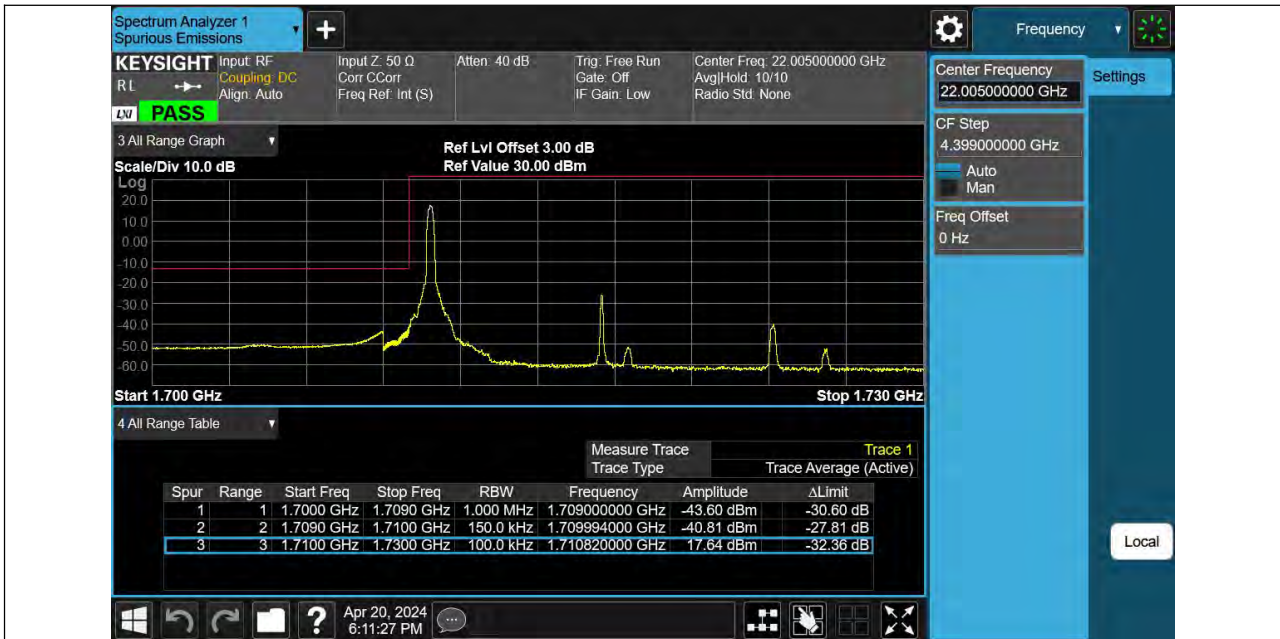 Spectrum Analyzer 1
Spurious Emissions
+
Frequency
KEYSIGHT
RL
LXI PASS
Input: RF
Coupling: DC
Align: Auto
Input Z: 50 Ω
Corr CCorr
Freq Ref: Int (S)
Atten: 40 dB
Trig: Free Run
Gate: Off
IF Gain: Low
Center Freq: 22.005000000 GHz
Avg|Hold: 10/10
Radio Std: None
Center Frequency
22.005000000 GHz
Settings
CF Step
4.399000000 GHz
Auto
Man
Freq Offset
0 Hz
3 All Range Graph
Scale/Div 10.0 dB
Ref Lvl Offset 3.00 dB
Ref Value 30.00 dBm
Log
20.0
10.0
0.00
-10.0
-20.0
-30.0
-40.0
-50.0
-60.0
Start 1.700 GHz Stop 1.730 GHz
4 All Range Table
Measure Trace Trace 1
Trace Type Trace Average (Active)
Spur Range Start Freq Stop Freq RBW Frequency Amplitude ΔLimit
1 1 1.7000 GHz 1.7090 GHz 1.000 MHz 1.709000000 GHz -43.60 dBm -30.60 dB
2 2 1.7090 GHz 1.7100 GHz 150.0 kHz 1.709994000 GHz -40.81 dBm -27.81 dB
3 3 1.7100 GHz 1.7300 GHz 100.0 kHz 1.710820000 GHz 17.64 dBm -32.36 dB
Local
?
Apr 20, 2024
6:11:27 PM